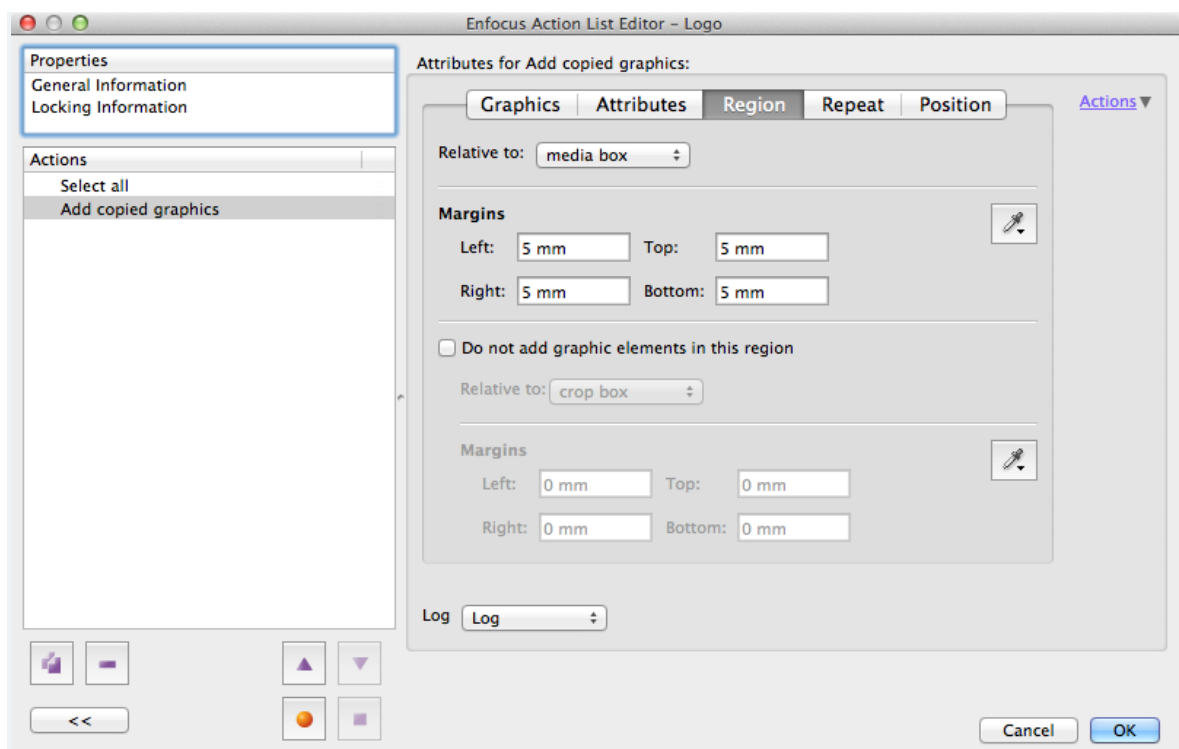 Enfocus Action List Editor – Logo
Properties
General Information
Locking Information
Actions
Select all
Add copied graphics
<<
Attributes for Add copied graphics:
Graphics Attributes Region Repeat Position
Actions▼
Relative to: media box
Margins
Left: 5 mm Top: 5 mm
Right: 5 mm Bottom: 5 mm
Do not add graphic elements in this region
Relative to: crop box
Margins
Left: 0 mm Top: 0 mm
Right: 0 mm Bottom: 0 mm
Log Log
Cancel OK